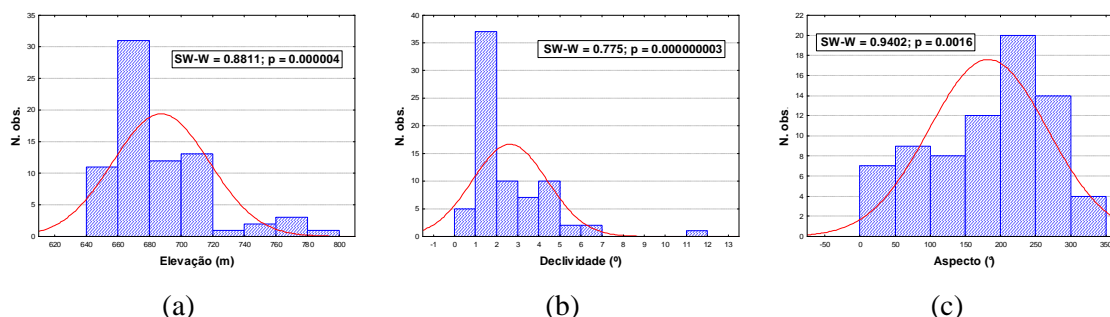 35
30
25
20
15
10
5
0
N. obs.
SW-W = 0.8811; p = 0.000004
620 640 660 680 700 720 740 760 780 800
Elevação (m)
(a)
40
30
20
10
0
N. obs.
SW-W = 0.775; p = 0.000000003
-1 0 1 2 3 4 5 6 7 8 9 10 11 12 13
Declividade (º)
(b)
22
20
18
16
14
12
10
8
6
4
2
0
N. obs.
SW-W = 0.9402; p = 0.0016
-50 0 50 100 150 200 250 300 350
Aspecto (º)
(c)